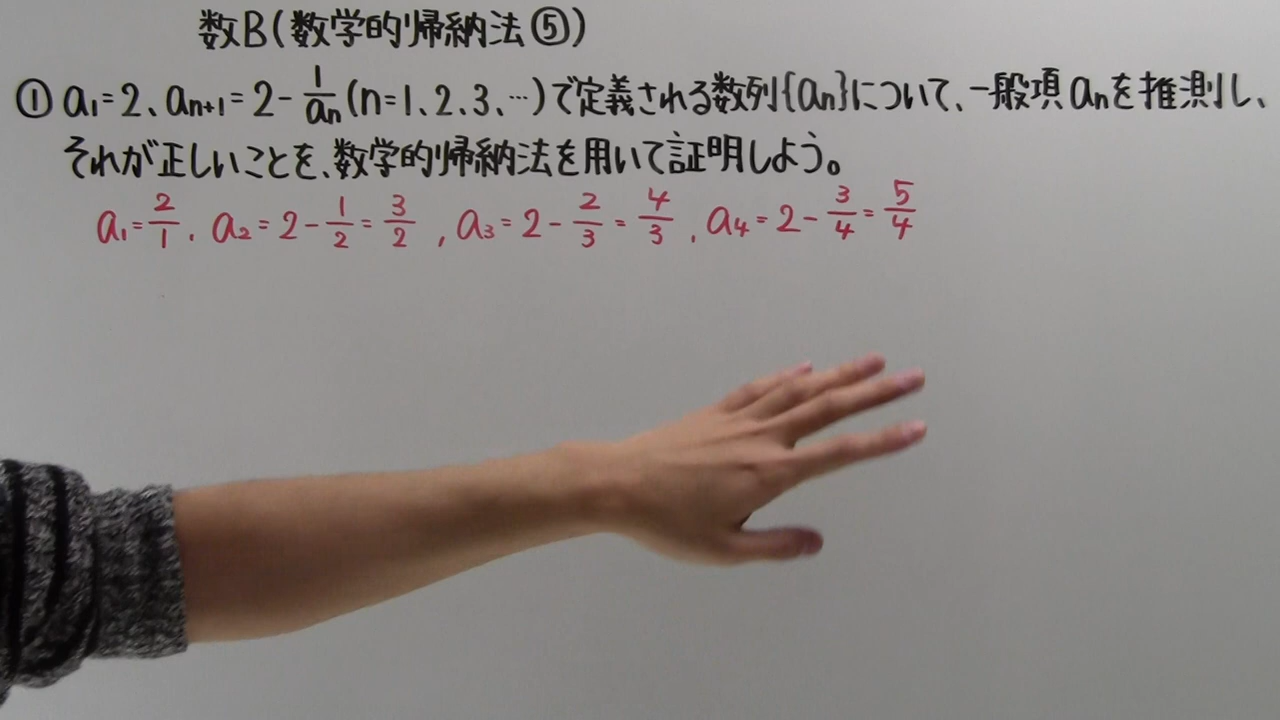 数B(数学的帰納法⑤)
① a₁=2、aₙ₊₁=2-1/aₙ(n=1、2、3、…)で定義される数列{aₙ}について、一般項aₙを推測し、
それが正しいことを、数学的帰納法を用いて証明しよう。
a₁=2/1, a₂=2-1/2=3/2, a₃=2-2/3=4/3, a₄=2-3/4=5/4